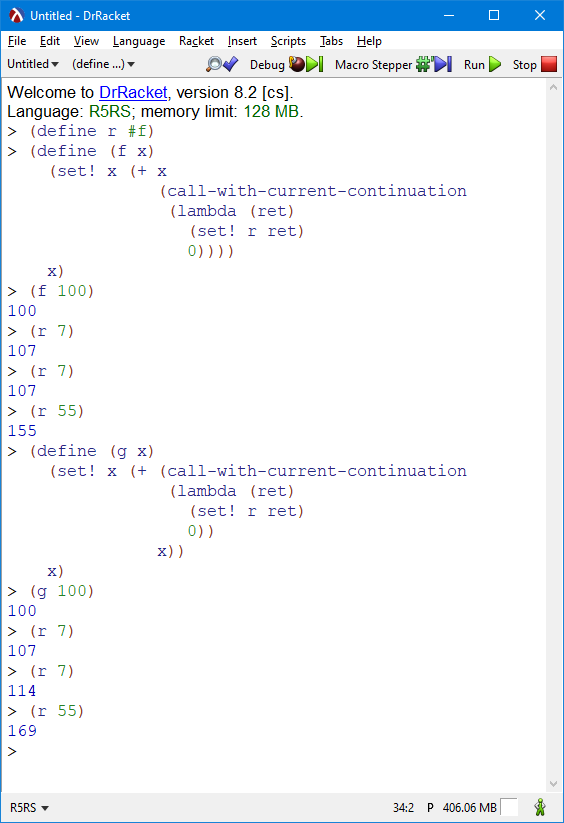 Untitled - DrRacket
File Edit View Language Racket Insert Scripts Tabs Help
Untitled (define ...) Debug Macro Stepper #' Run Stop
Welcome to DrRacket, version 8.2 [cs].
Language: R5RS; memory limit: 128 MB.
> (define r #f)
> (define (f x)
    (set! x (+ x
               (call-with-current-continuation
                (lambda (ret)
                  (set! r ret)
                  0))))
    x)
> (f 100)
100
> (r 7)
107
> (r 7)
107
> (r 55)
155
> (define (g x)
    (set! x (+ (call-with-current-continuation
                (lambda (ret)
                  (set! r ret)
                  0))
               x))
    x)
> (g 100)
100
> (r 7)
107
> (r 7)
114
> (r 55)
169
>
R5RS 34:2 P 406.06 MB